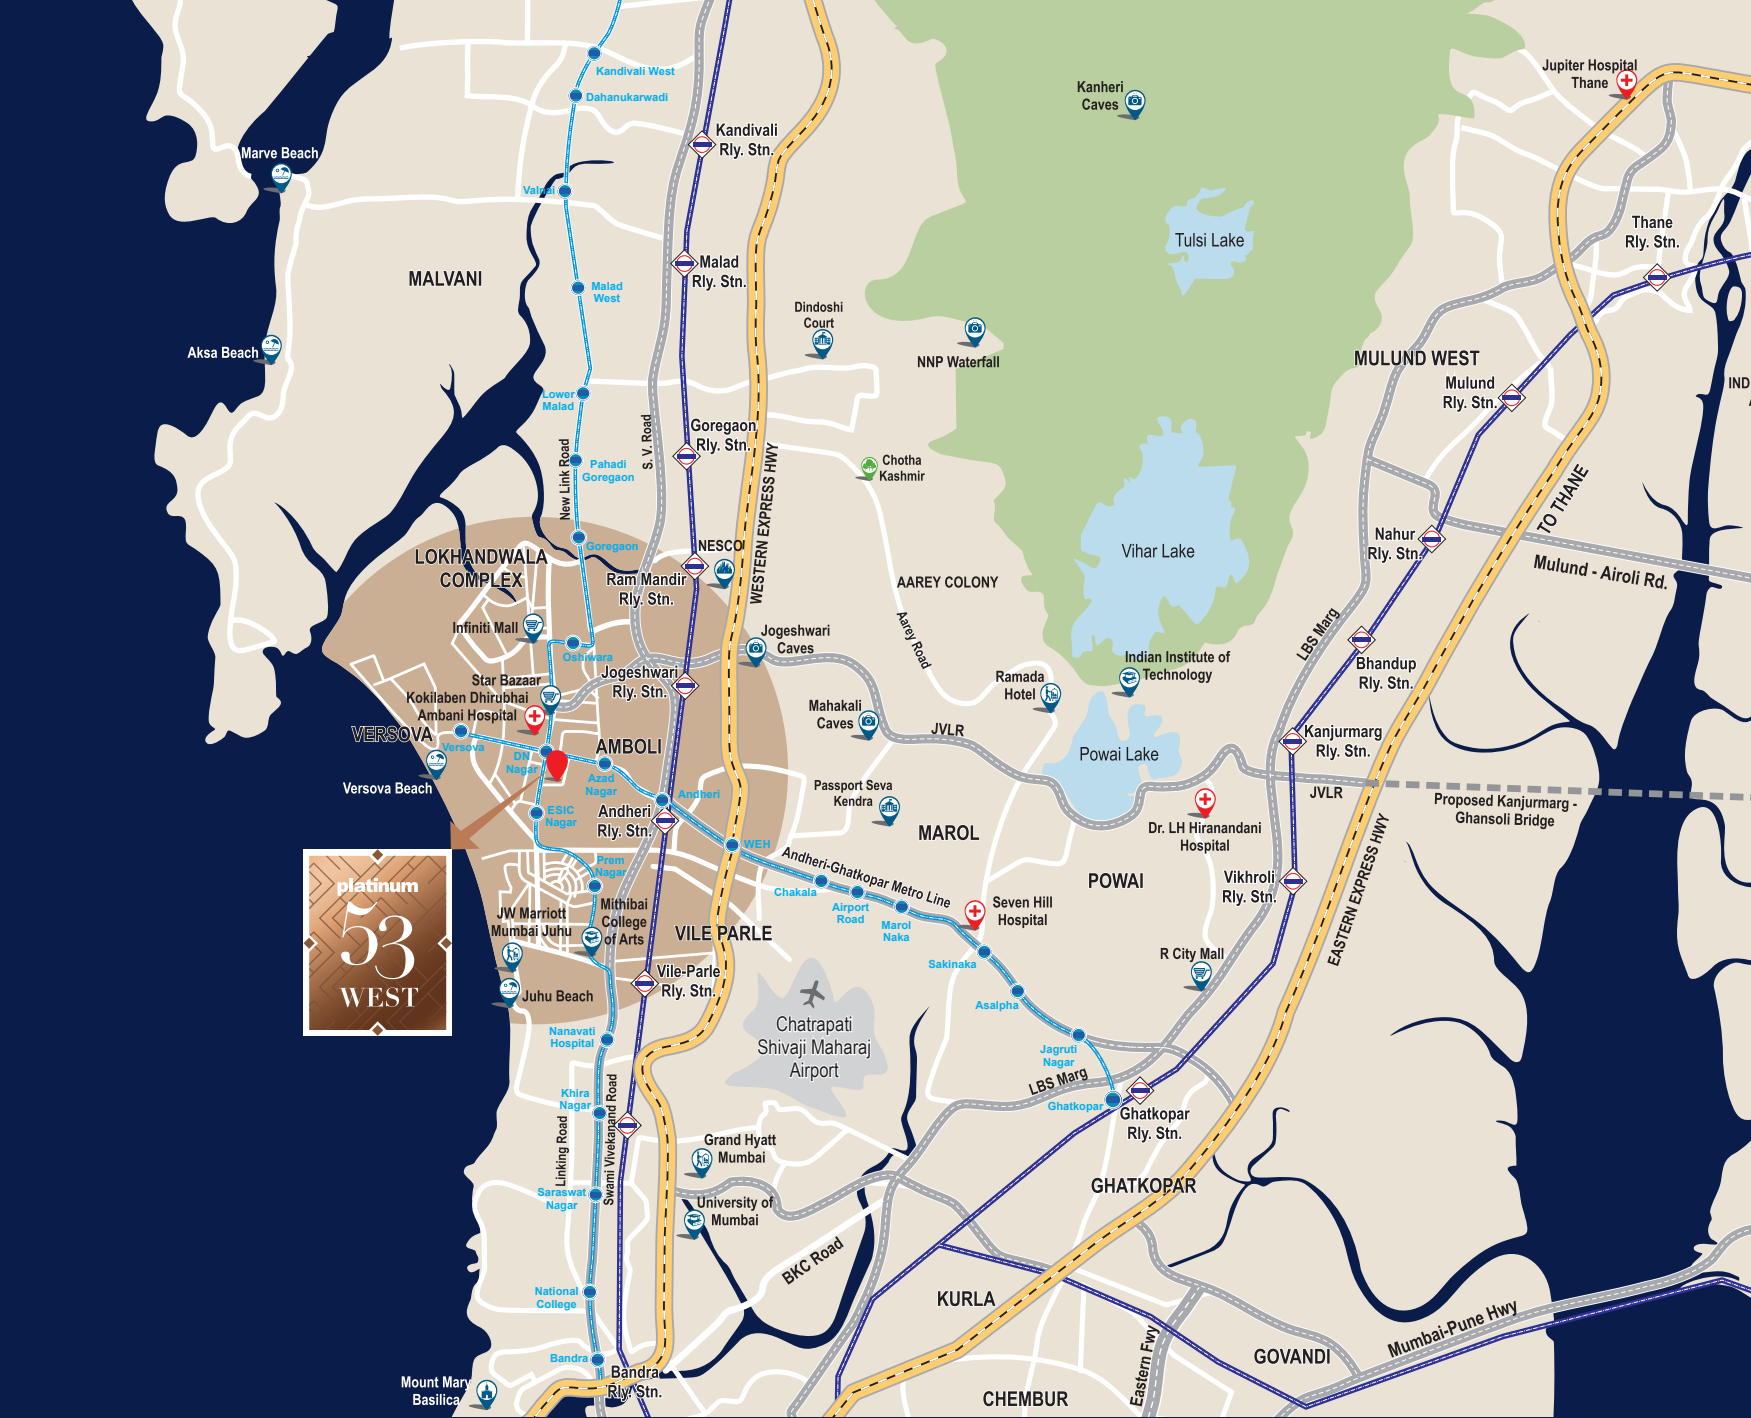 Kandivali West
Dahanukarwadi
Kandivali
Rly. Stn.
Kanheri
Caves
Jupiter Hospital
Thane
Marve Beach
Valnai
Tulsi Lake
Thane
Rly. Stn.
MALVANI
Malad
West
Malad
Rly. Stn.
Dindoshi
Court
NNP Waterfall
Aksa Beach
MULUND WEST
Mulund
Rly. Stn.
IND
Lower
Malad
New Link Road
S. V. Road
Goregaon
Rly. Stn.
WESTERN EXPRESS HWY
Pahadi
Goregaon
Chotha
Kashmir
TO THANE
Goregaon
NESCO
Vihar Lake
Nahur
Rly. Stn.
Mulund - Airoli Rd.
LOKHANDWALA
COMPLEX
Ram Mandir
Rly. Stn.
AAREY COLONY
Aarey Road
LBS Marg
Infiniti Mall
Oshiwara
Jogeshwari
Caves
Jogeshwari
Rly. Stn.
Indian Institute of
Technology
Ramada
Hotel
Bhandup
Rly. Stn.
Star Bazaar
Kokilaben Dhirubhai
Ambani Hospital
Mahakali
Caves
JVLR
VERSOVA
Versova
DN
Nagar
AMBOLI
Azad
Nagar
Powai Lake
Kanjurmarg
Rly. Stn.
Versova Beach
ESIC
Nagar
Andheri
Andheri
Rly. Stn.
Passport Seva
Kendra
MAROL
JVLR
Proposed Kanjurmarg -
Ghansoli Bridge
Dr. LH Hiranandani
Hospital
WEH
Andheri-Ghatkopar Metro Line
EASTERN EXPRESS HWY
platinum
53
WEST
Prem
Nagar
Chakala
Airport
Road
Marol
Naka
POWAI
Vikhroli
Rly. Stn.
JW Marriott
Mumbai Juhu
Mithibai
College
of Arts
VILE PARLE
Seven Hill
Hospital
Sakinaka
R City Mall
Vile-Parle
Rly. Stn.
Juhu Beach
Asalpha
Chatrapati
Shivaji Maharaj
Airport
Nanavati
Hospital
Jagruti
Nagar
LBS Marg
Khira
Nagar
Ghatkopar
Ghatkopar
Rly. Stn.
Linking Road
Swami Vivekanand Road
Grand Hyatt
Mumbai
GHATKOPAR
Saraswat
Nagar
University of
Mumbai
BKC Road
National
College
KURLA
Mumbai-Pune Hwy
Eastern Fwy
GOVANDI
Bandra
Bandra
Rly. Stn.
Mount Mary
Basilica
CHEMBUR